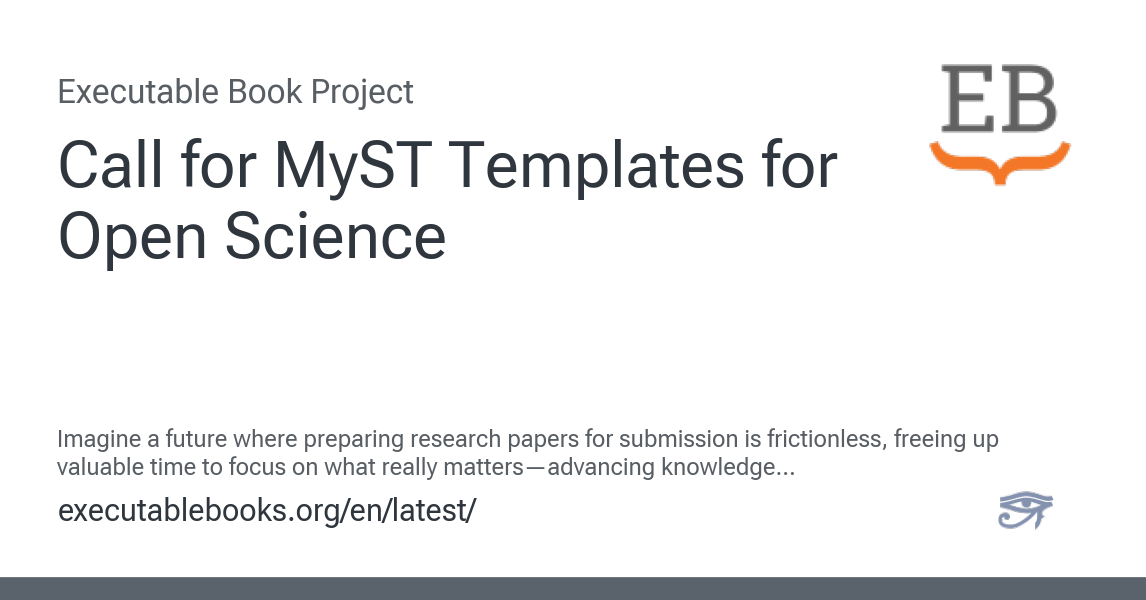 Executable Book Project
EB
Call for MyST Templates for
Open Science
Imagine a future where preparing research papers for submission is frictionless, freeing up
valuable time to focus on what really matters—advancing knowledge...
executablebooks.org/en/latest/